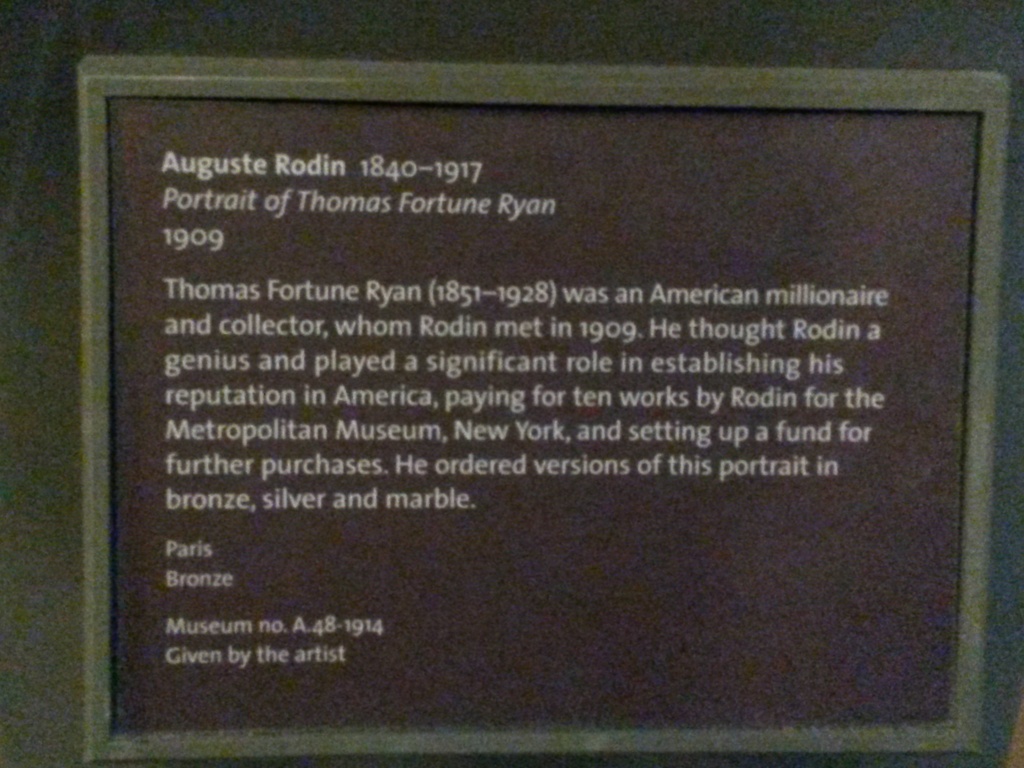 Auguste Rodin 1840–1917
Portrait of Thomas Fortune Ryan
1909
Thomas Fortune Ryan (1851–1928) was an American millionaire
and collector, whom Rodin met in 1909. He thought Rodin a
genius and played a significant role in establishing his
reputation in America, paying for ten works by Rodin for the
Metropolitan Museum, New York, and setting up a fund for
further purchases. He ordered versions of this portrait in
bronze, silver and marble.
Paris
Bronze
Museum no. A.48-1914
Given by the artist